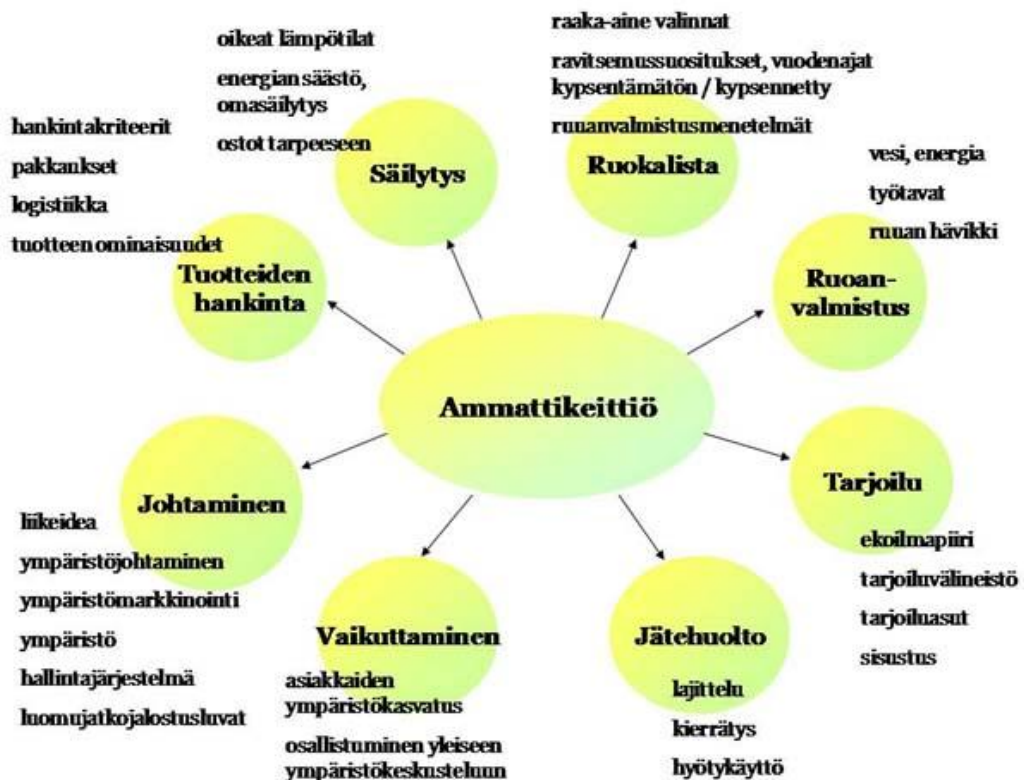 oikeat lämpötilat
energian säästö,
omasäilytys
ostot tarpeeseen
Säilytys
raaka-aine valinnat
ravitsemussuositukset, vuodenajat
kypsentämätön / kypsennetty
ruuanvalmistusmenetelmät
Ruokalista
hankintakriteerit
pakkaukset
logistiikka
tuotteen ominaisuudet
Tuotteiden
hankinta
vesi, energia
työtavat
ruuan hävikki
Ruoan-
valmistus
Ammattikeittiö
Johtaminen
liikeidea
ympäristöjohtaminen
ympäristömarkkinointi
ympäristö
hallintajärjestelmä
luomujatkojalostusluvat
Tarjoilu
ekoilmapiiri
tarjoiluvälineistö
tarjoiluasut
sisustus
Vaikuttaminen
asiakkaiden
ympäristökasvatus
osallistuminen yleiseen
ympäristökeskusteluun
Jätehuolto
lajittelu
kierrätys
hyötykäyttö